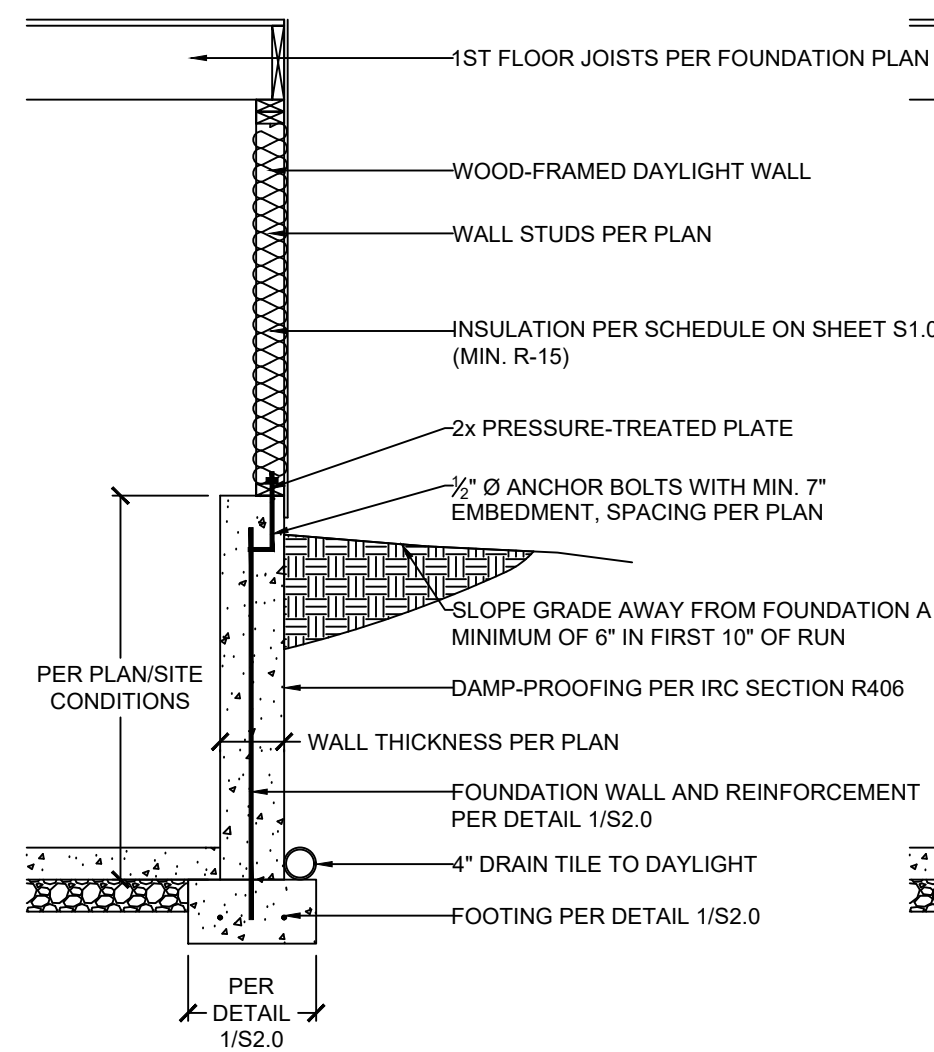 1ST FLOOR JOISTS PER FOUNDATION PLAN
WOOD-FRAMED DAYLIGHT WALL
WALL STUDS PER PLAN
INSULATION PER SCHEDULE ON SHEET S1.0
(MIN. R-15)
2x PRESSURE-TREATED PLATE
½" Ø ANCHOR BOLTS WITH MIN. 7"
EMBEDMENT, SPACING PER PLAN
SLOPE GRADE AWAY FROM FOUNDATION A
MINIMUM OF 6" IN FIRST 10" OF RUN
PER PLAN/SITE
CONDITIONS
DAMP-PROOFING PER IRC SECTION R406
WALL THICKNESS PER PLAN
FOUNDATION WALL AND REINFORCEMENT
PER DETAIL 1/S2.0
4" DRAIN TILE TO DAYLIGHT
FOOTING PER DETAIL 1/S2.0
PER
DETAIL
1/S2.0